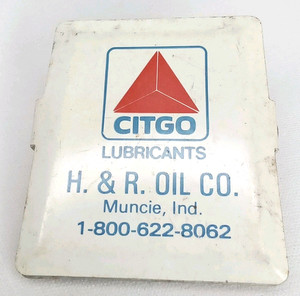 CITGO
LUBRICANTS
H. & R. OIL CO.
Muncie, Ind.
1-800-622-8062